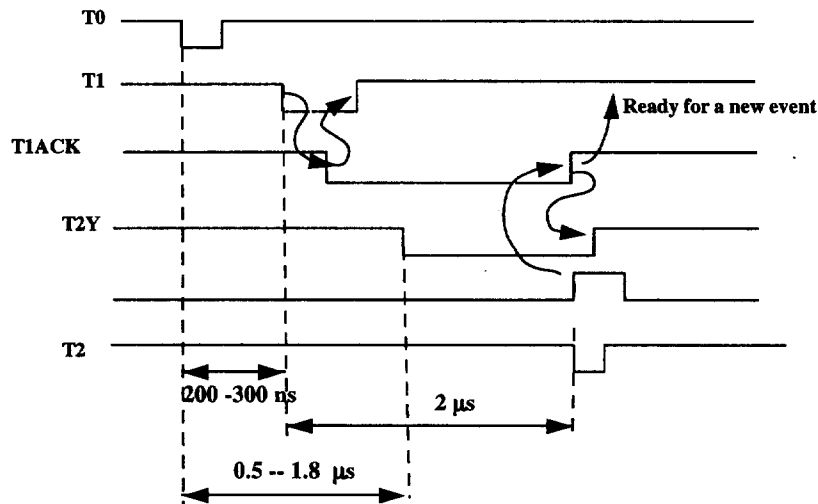 T0
T1
Ready for a new event
T1ACK
T2Y
T2
200 -300 ns
2 µs
0.5 -- 1.8 µs